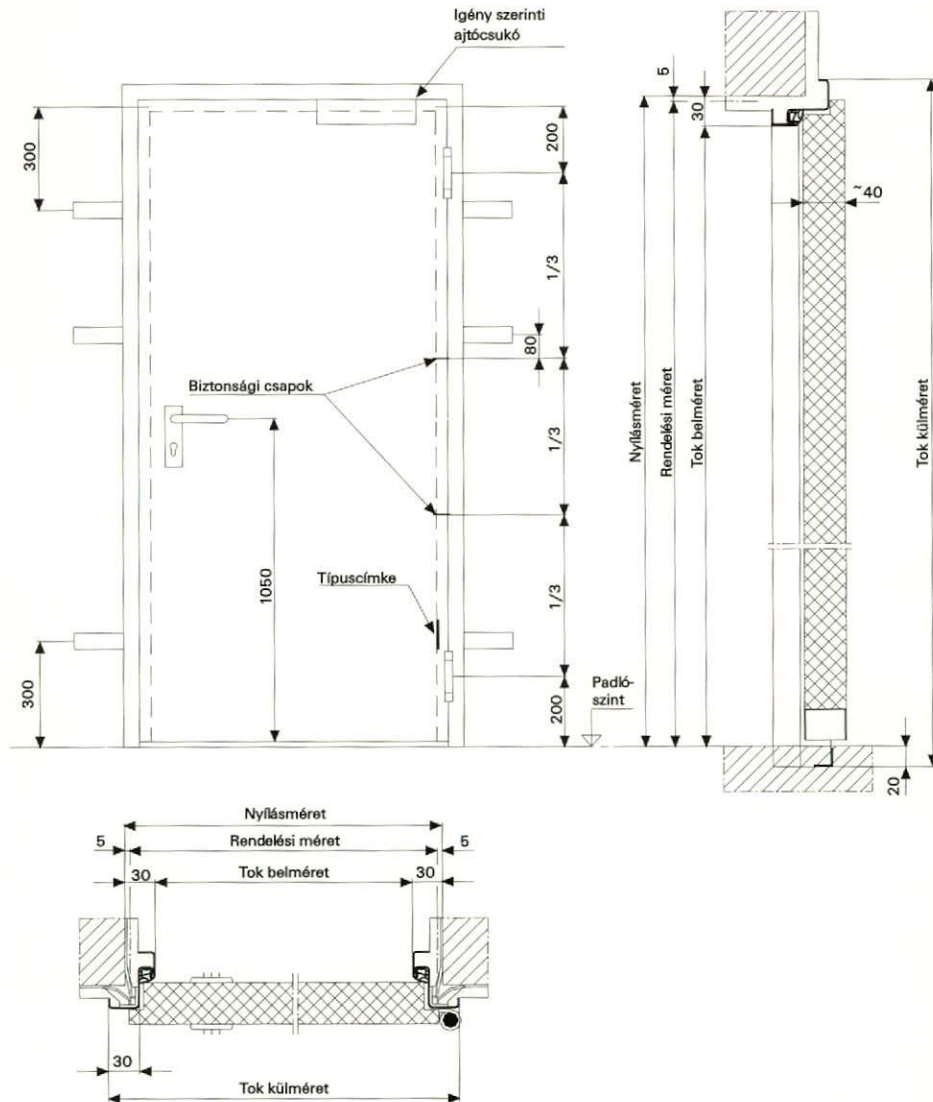 Igény szerinti
ajtócsukó
300
200
1/3
80
Biztonsági csapok
1/3
1050
Típuscímke
1/3
300
200
Padló-
szint
5
30
~40
Nyílásméret
Rendelési méret
Tok belméret
Tok külméret
20
Nyílásméret
5
Rendelési méret
5
30
Tok belméret
30
30
Tok külméret